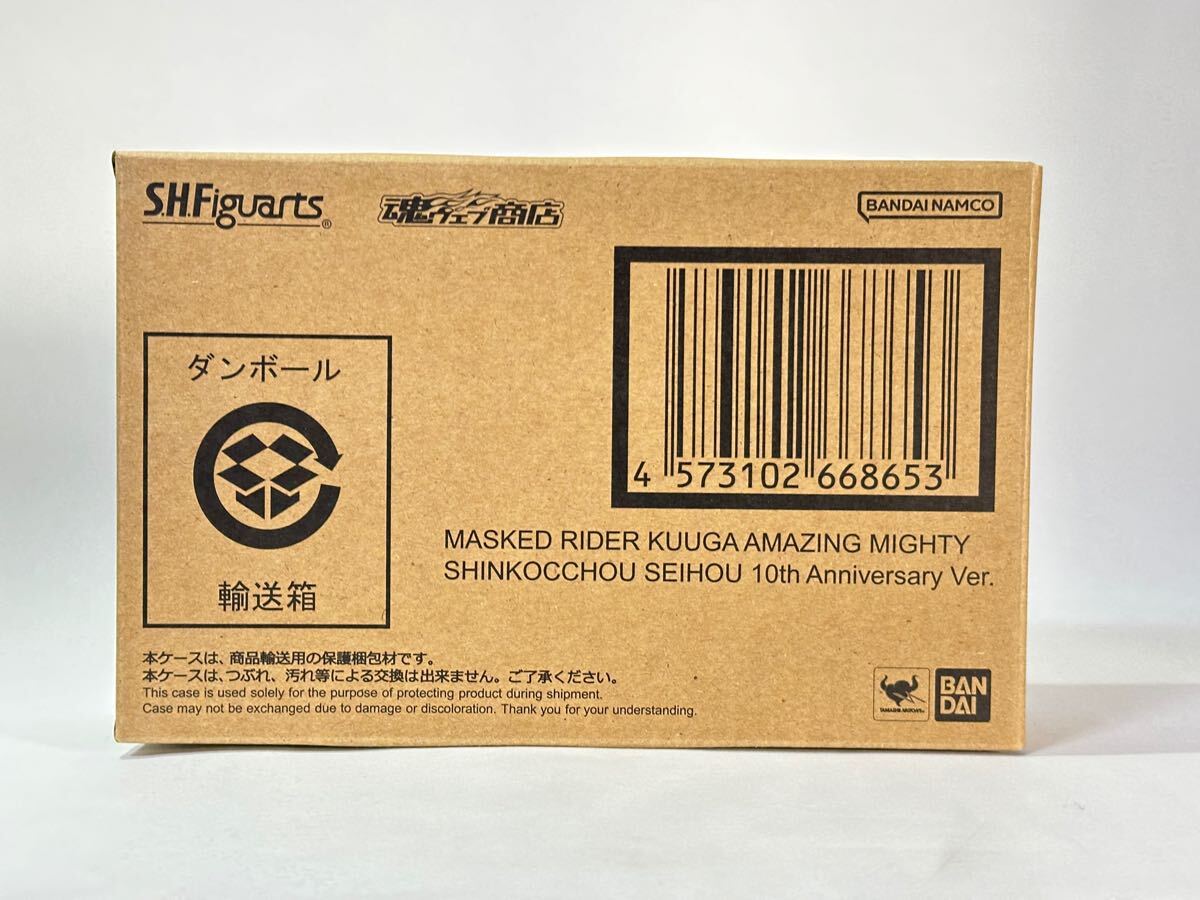 S.H.Figuarts®
魂ウェブ商店
BANDAI NAMCO
ダンボール
輸送箱
4 573102 668653
MASKED RIDER KUUGA AMAZING MIGHTY
SHINKOCCHOU SEIHOU 10th Anniversary Ver.
本ケースは、商品輸送用の保護梱包材です。
本ケースは、つぶれ、汚れ等による交換は出来ません。ご了承ください。
This case is used solely for the purpose of protecting product during shipment.
Case may not be exchanged due to damage or discoloration. Thank you for your understanding.
TAMASHII NATIONS
BAN
DAI